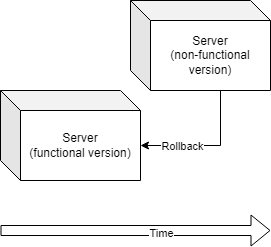 Server
(non-functional
version)
Server
(functional version)
Rollback
Time